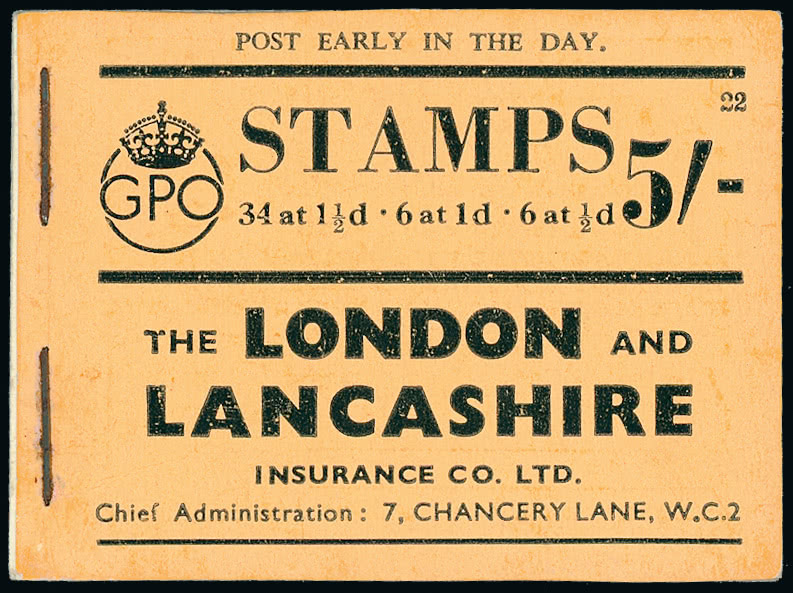 POST EARLY IN THE DAY.
22
STAMPS 5/-
GPO
34 at 1½d · 6 at 1d · 6 at ½d
THE LONDON AND
LANCASHIRE
INSURANCE CO. LTD.
Chief Administration: 7, CHANCERY LANE, W.C.2